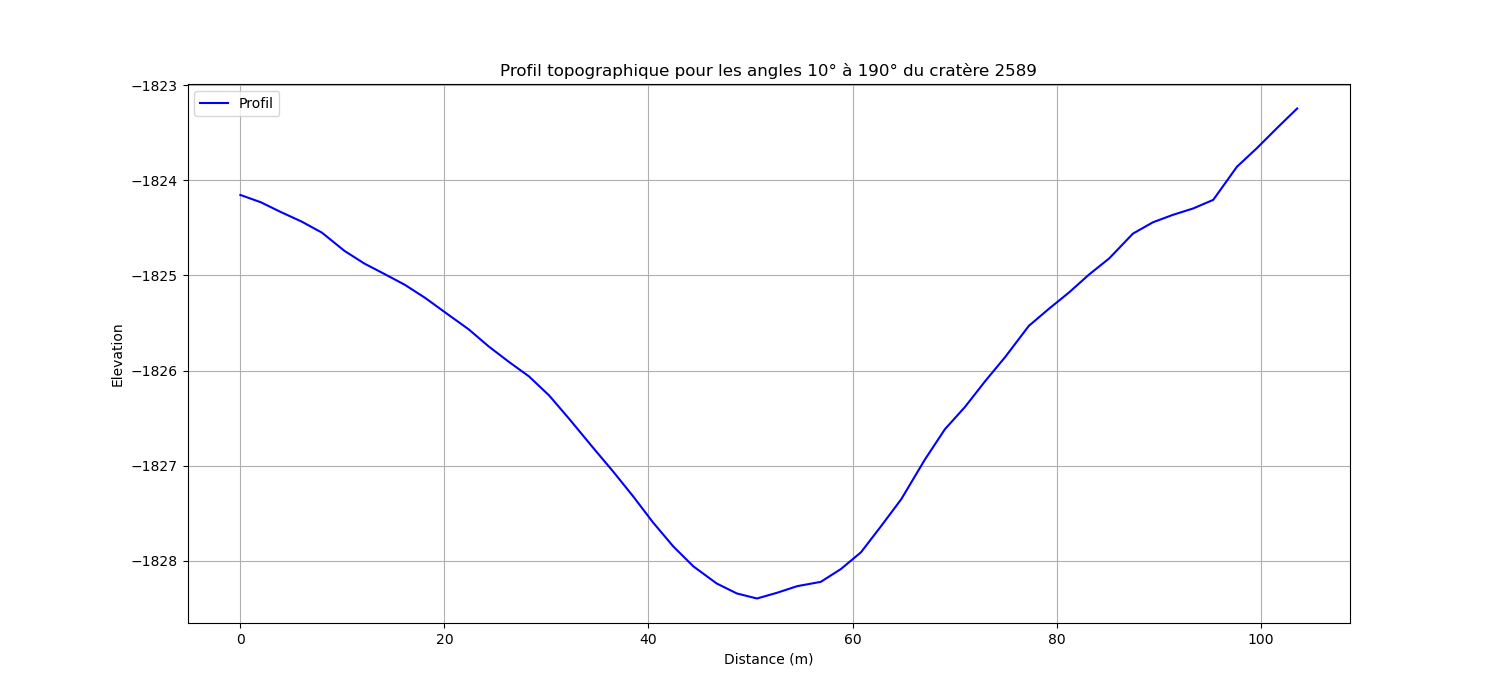 Profil topographique pour les angles 10° à 190° du cratère 2589
Profil
−1823
−1824
−1825
−1826
−1827
−1828
Elevation
0 20 40 60 80 100
Distance (m)